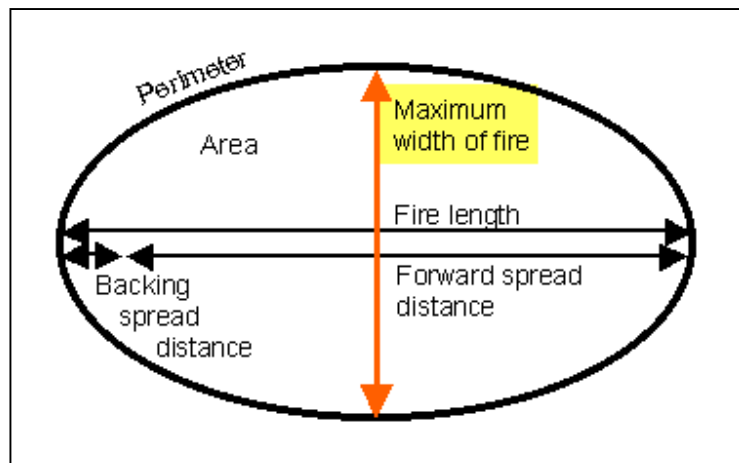 Perimeter
Maximum
width of fire
Area
Fire length
Backing
spread
distance
Forward spread
distance